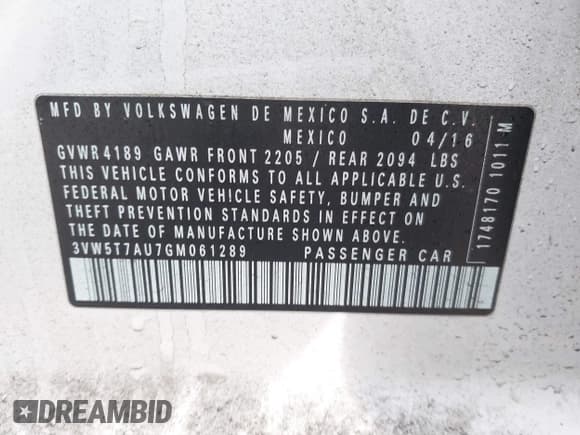 MFD BY VOLKSWAGEN DE MEXICO S.A. DE C.V.
MEXICO 04/16
GVWR 4189 GAWR FRONT 2205 / REAR 2094 LBS
THIS VEHICLE CONFORMS TO ALL APPLICABLE U.S.
FEDERAL MOTOR VEHICLE SAFETY, BUMPER AND
THEFT PREVENTION STANDARDS IN EFFECT ON
THE DATE OF MANUFACTURE SHOWN ABOVE.
3VW5T7AU7GM061289 PASSENGER CAR
1748170 1011 M
DREAMBID